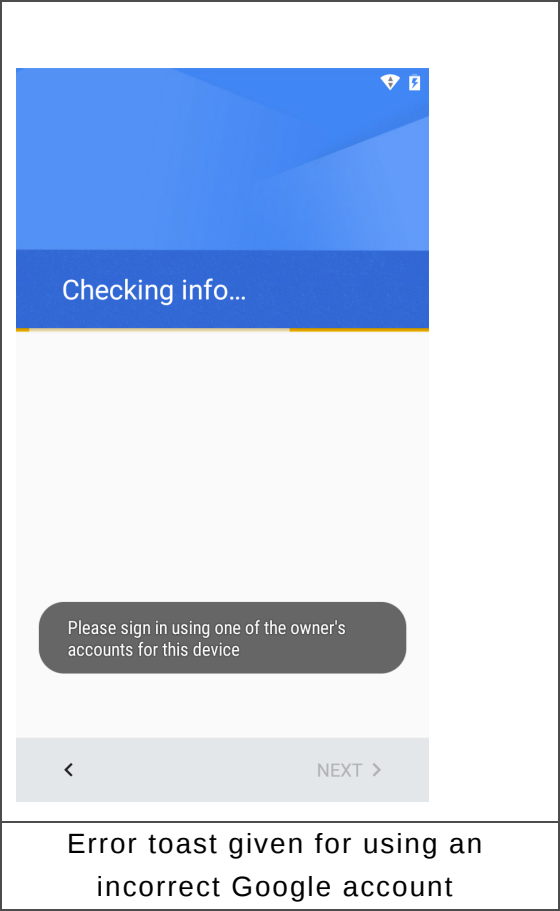 Checking info...
Please sign in using one of the owner's
accounts for this device
NEXT
Error toast given for using an
incorrect Google account